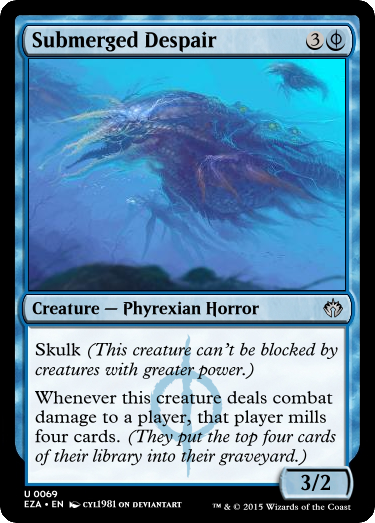 Submerged Despair 3
Creature — Phyrexian Horror
Skulk (This creature can't be blocked by
creatures with greater power.)
Whenever this creature deals combat
damage to a player, that player mills
four cards. (They put the top four cards
of their library into their graveyard.)
3/2
U 0069
EZA • EN CYL1981 ON DEVIANTART ™ & © 2015 Wizards of the Coast